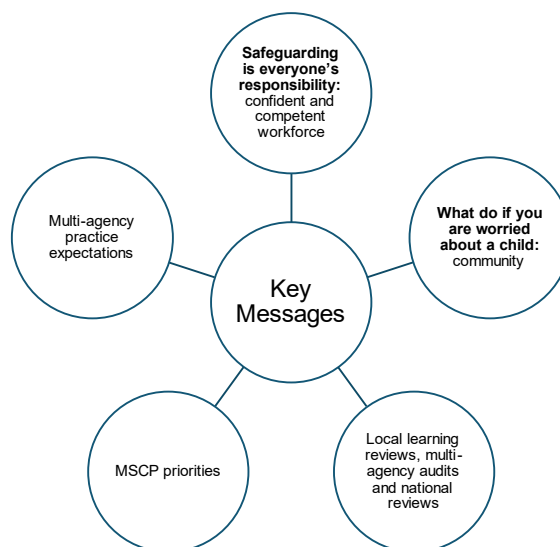 Safeguarding
is everyone's
responsibility:
confident and
competent
workforce
What do if you
are worried
about a child:
community
Local learning
reviews, multi-
agency audits
and national
reviews
MSCP priorities
Multi-agency
practice
expectations
Key
Messages